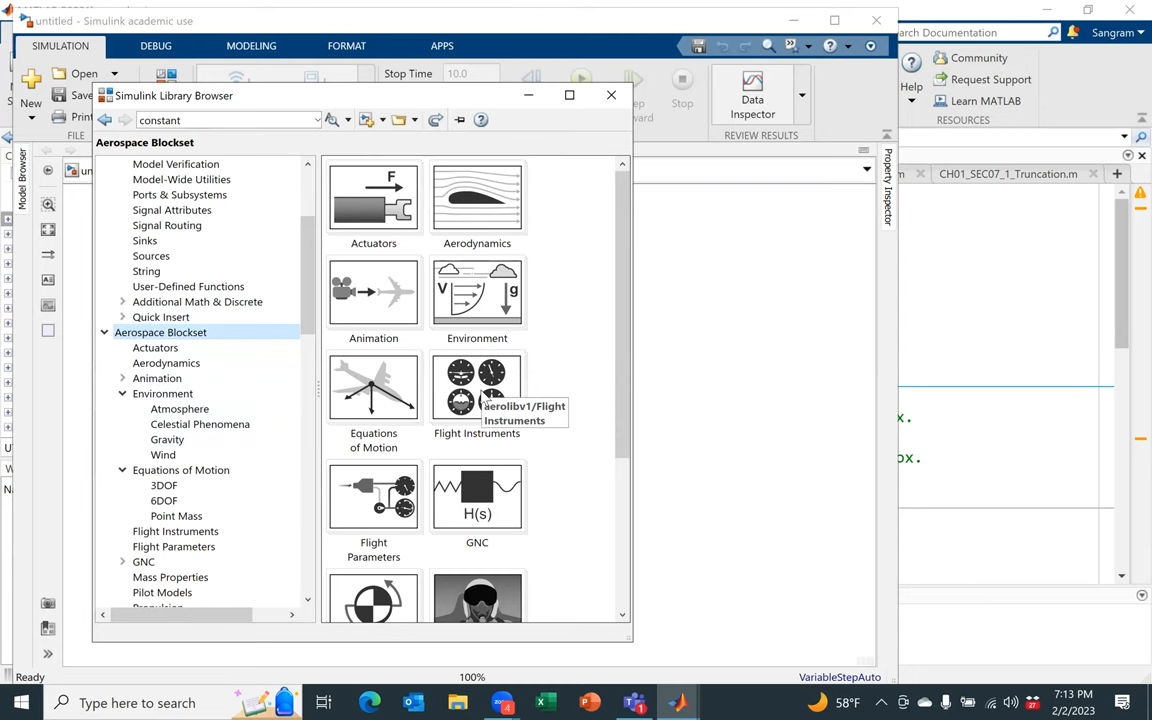 untitled - Simulink academic use
SIMULATION
DEBUG
MODELING
FORMAT
APPS
Search Documentation
Sangram
New
Open
Save
Print
FILE
Stop Time
10.0
Stop
Data
Inspector
REVIEW RESULTS
Help
Community
Request Support
Learn MATLAB
RESOURCES
Simulink Library Browser
constant
Aerospace Blockset
Model Browser
Property Inspector
CH01_SEC07_1_Truncation.m
Model Verification
Model-Wide Utilities
Ports & Subsystems
Signal Attributes
Signal Routing
Sinks
Sources
String
User-Defined Functions
Additional Math & Discrete
Quick Insert
Aerospace Blockset
Actuators
Aerodynamics
Animation
Environment
Atmosphere
Celestial Phenomena
Gravity
Wind
Equations of Motion
3DOF
6DOF
Point Mass
Flight Instruments
Flight Parameters
GNC
Mass Properties
Pilot Models
Propulsion
F
Actuators
Aerodynamics
V
g
Animation
Environment
aerolibv1/Flight
Instruments
Equations
of Motion
Flight Instruments
H(s)
Flight
Parameters
GNC
ox.
Ready
100%
VariableStepAuto
Type here to search
58°F
7:13 PM
2/2/2023